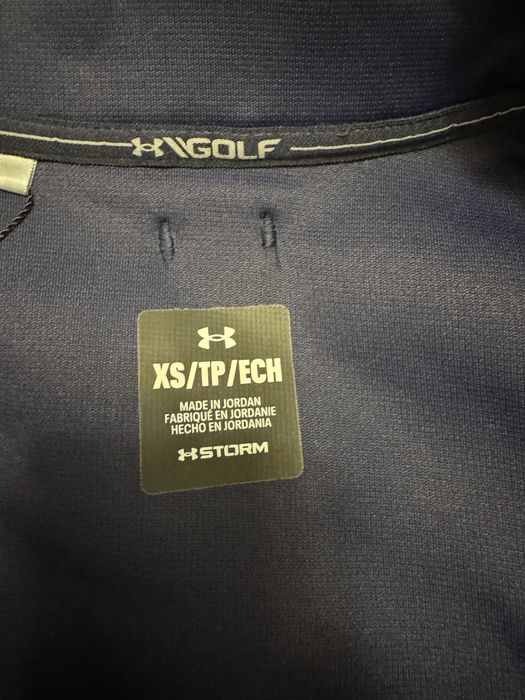 \\GOLF
XS/TP/ECH
MADE IN JORDAN
FABRIQUÉ EN JORDANIE
HECHO EN JORDANIA
STORM